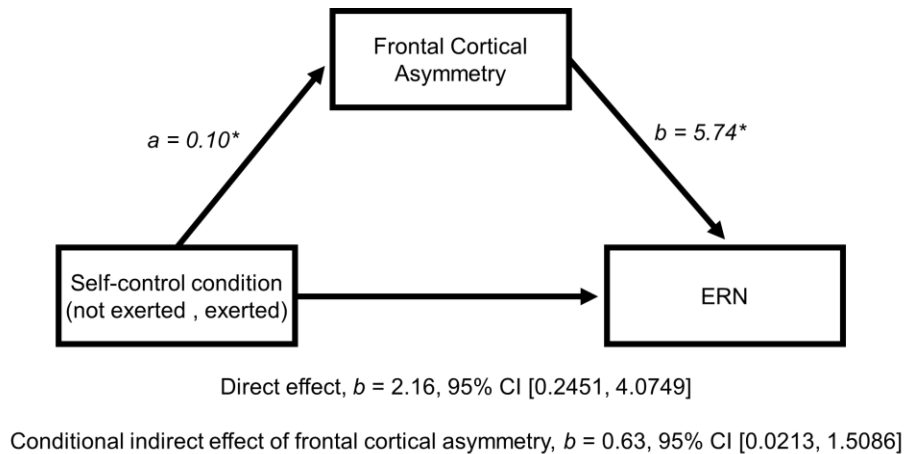 Frontal Cortical
Asymmetry
a = 0.10*
b = 5.74*
Self-control condition
(not exerted , exerted)
ERN
Direct effect, b = 2.16, 95% CI [0.2451, 4.0749]
Conditional indirect effect of frontal cortical asymmetry, b = 0.63, 95% CI [0.0213, 1.5086]